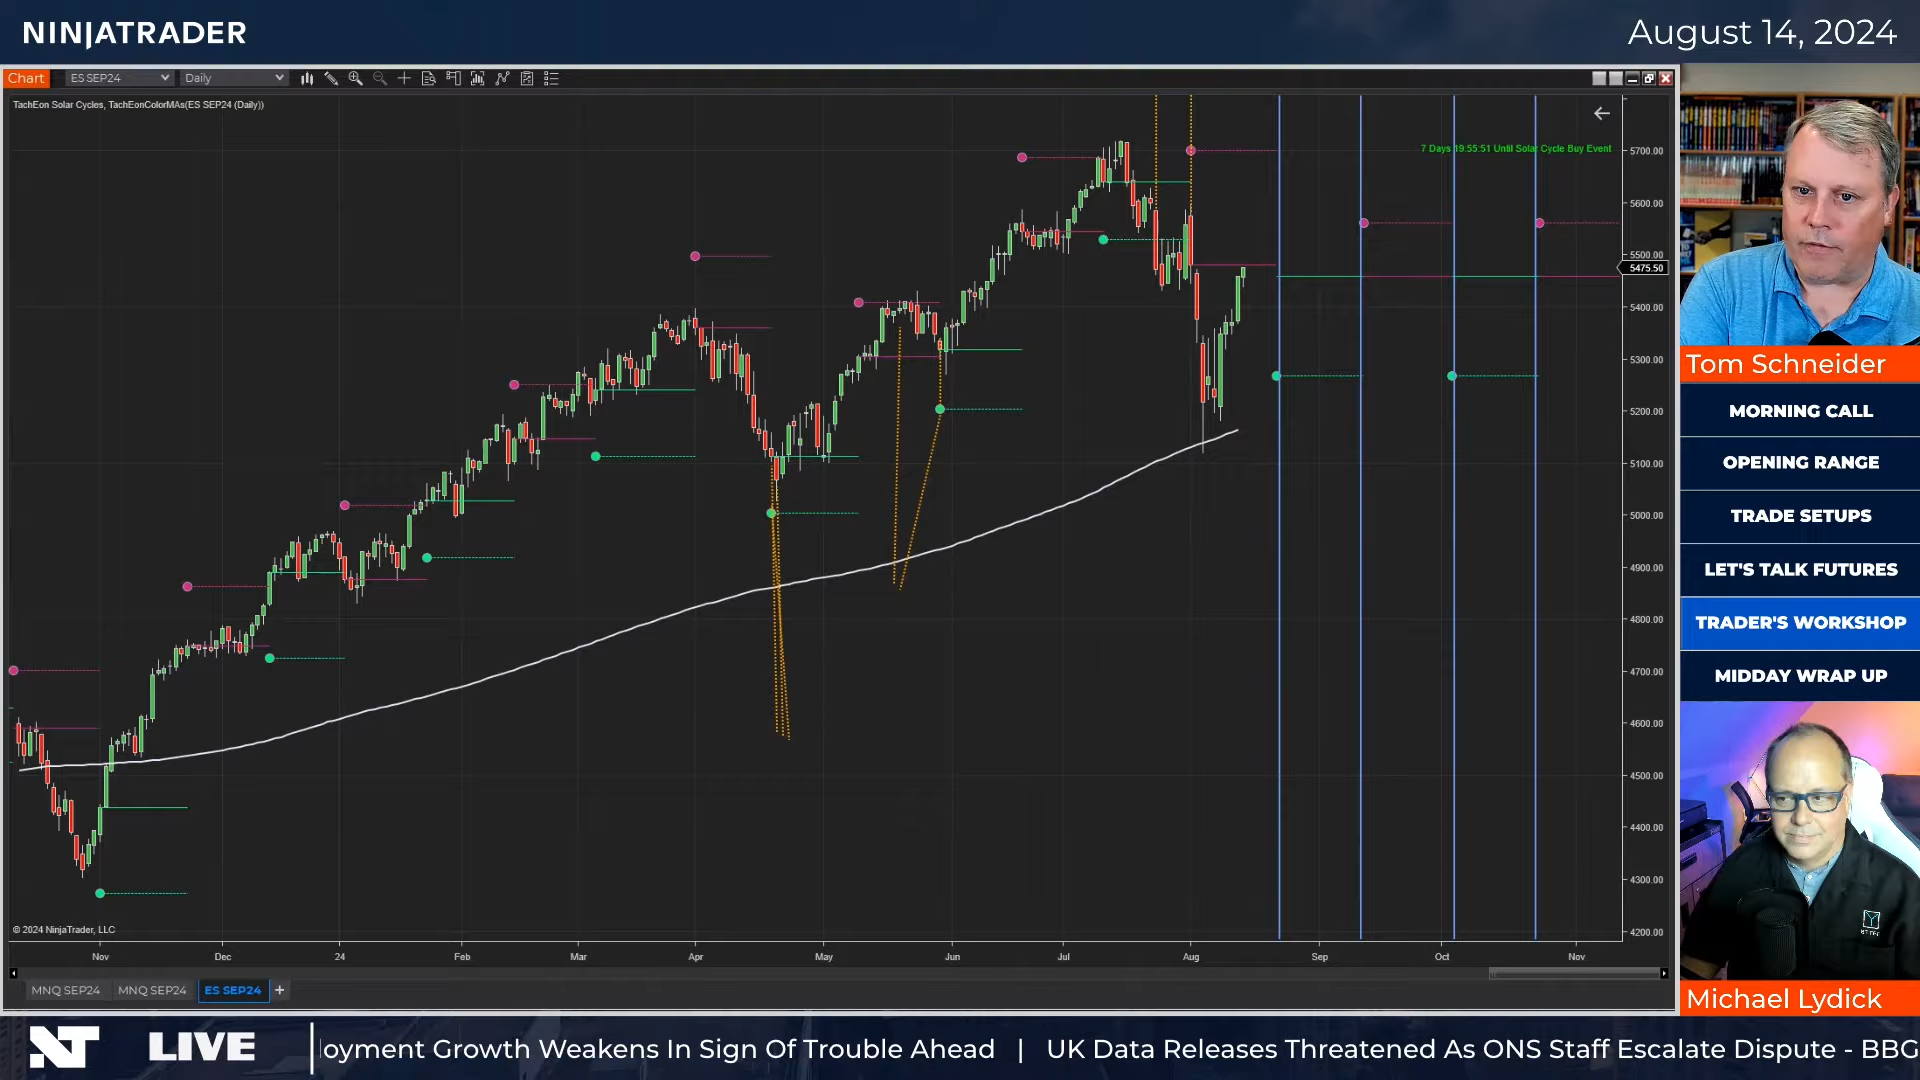 NINJATRADER
August 14, 2024
Chart
ES SEP24
Daily
TachEon Solar Cycles, TachEonColorMAs(ES SEP24 (Daily))
7 Days 19:55:51 Until Solar Cycle Buy Event
5700.00
5600.00
5500.00
5475.50
5400.00
5300.00
5200.00
5100.00
5000.00
4900.00
4800.00
4700.00
4600.00
4500.00
4400.00
4300.00
4200.00
© 2024 NinjaTrader, LLC
Nov
Dec
24
Feb
Mar
Apr
May
Jun
Jul
Aug
Sep
Oct
Nov
MNQ SEP24
MNQ SEP24
ES SEP24
+
Tom Schneider
MORNING CALL
OPENING RANGE
TRADE SETUPS
LET'S TALK FUTURES
TRADER'S WORKSHOP
MIDDAY WRAP UP
Michael Lydick
NT LIVE
oyment Growth Weakens In Sign Of Trouble Ahead | UK Data Releases Threatened As ONS Staff Escalate Dispute - BBG